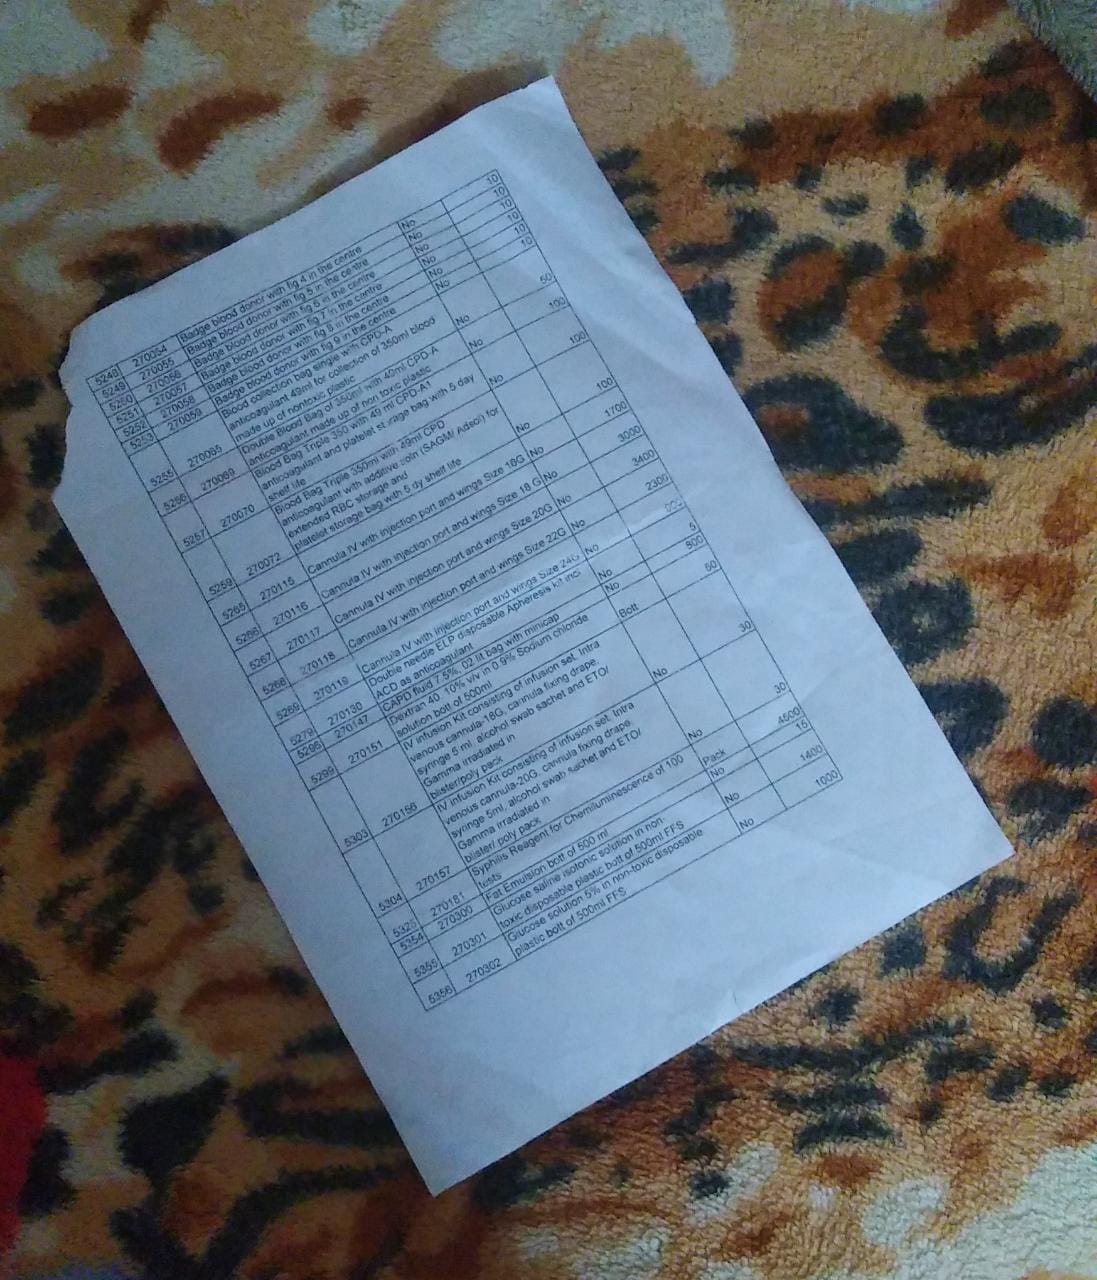 5248 270054 Badge blood donor with fig 4 in the centre No 10
5249 270055 Badge blood donor with fig 5 in the centre No 10
5250 270056 Badge blood donor with fig in the centre No 10
5251 270057 Badge blood donor with fig 7 in the centre No 10
5252 270058 Badge blood donor with fig in the centre No 10
5253 270059 Badge blood donor with fig 9 in the centre No 10
Blood collection bag single with CPD-A
anticoagulant 49ml for collection of 350ml blood
5255 270065 made up of nontoxic plastic No 50
Double Blood Bag of 350ml with 49ml CPD-A
5256 270069 anticoagulant made up of non toxic plastic No 100
Blood Bag Triple 350 with 49 ml CPD-A1
anticoagulant and platelet storage bag with 5 day
5257 270070 shelf life No 100
Blood Bag Triple 350ml with 49ml CPD
anticoagulant with additive soln (SAGM/ Adsol) for
extended RBC storage and
5259 270072 platelet storage bag with 5 dy shelf life No 100
5265 270115 Cannula IV with injection port and wings Size 16G No 1700
5266 270116 Cannula IV with injection port and wings Size 18 G No 3000
5267 270117 Cannula IV with injection port and wings Size 20G No 3400
5268 270118 Cannula IV with injection port and wings Size 22G No 2300
5269 270119 Cannula IV with injection port and wings Size 24G No
Double needle ELP disposable Apheresis kit incl
5279 270130 ACD as anticoagulant No 5
270147 CAPD fluid 7.5%, 02 lit bag with minicap No 800
Dextran 40, 10% v/v in 0.9% Sodium chloride
5299 270151 solution bott of 500ml Bott 60
IV infusion Kit consisting of infusion set, Intra
venous cannula-18G, cannula fixing drape,
syringe 5 ml, alcohol swab sachet and ETO/
Gamma irradiated in
5303 270156 blister/poly pack No 30
IV infusion Kit consisting of infusion set, Intra
venous cannula-20G, cannula fixing drape,
syringe 5ml, alcohol swab sachet and ETO/
Gamma irradiated in
5304 270157 blister/ poly pack No 30
Syphilis Reagent for Chemiluminescence of 100
5325 270181 tests Pack 4500
5354 270300 Fat Emulsion bott of 500 ml No 15
Glucose saline isotonic solution in non-
5355 270301 toxic disposable plastic bott of 500ml FFS No 1400
Glucose solution 5% in non-toxic disposable
5356 270302 plastic bott of 500ml FFS No 1000